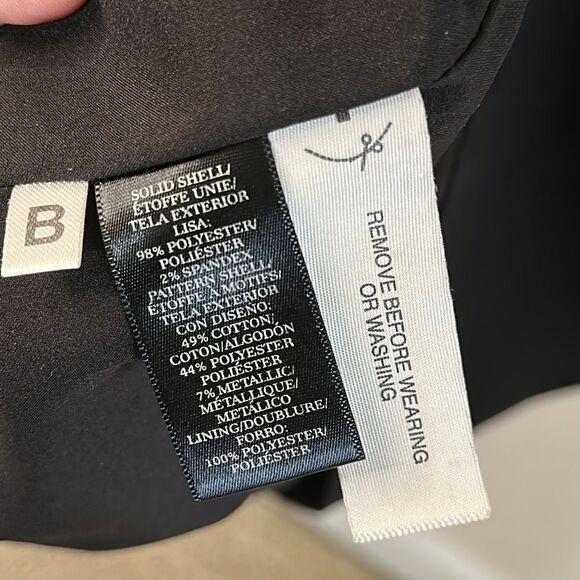 B
SOLID SHELL/
ÉTOFFE UNIE/
TELA EXTERIOR
LISA:
98% POLYESTER/
POLIÉSTER
2% SPANDEX
PATTERN SHELL/
ÉTOFFE À MOTIFS/
TELA EXTERIOR
CON DISEÑO:
49% COTTON/
COTON/ALGODÓN
44% POLYESTER
POLIÉSTER
7% METALLIC/
MÉTALLIQUE/
METÁLICO
LINING/DOUBLURE/
FORRO:
100% POLYESTER/
POLIÉSTER
REMOVE BEFORE WEARING
OR WASHING